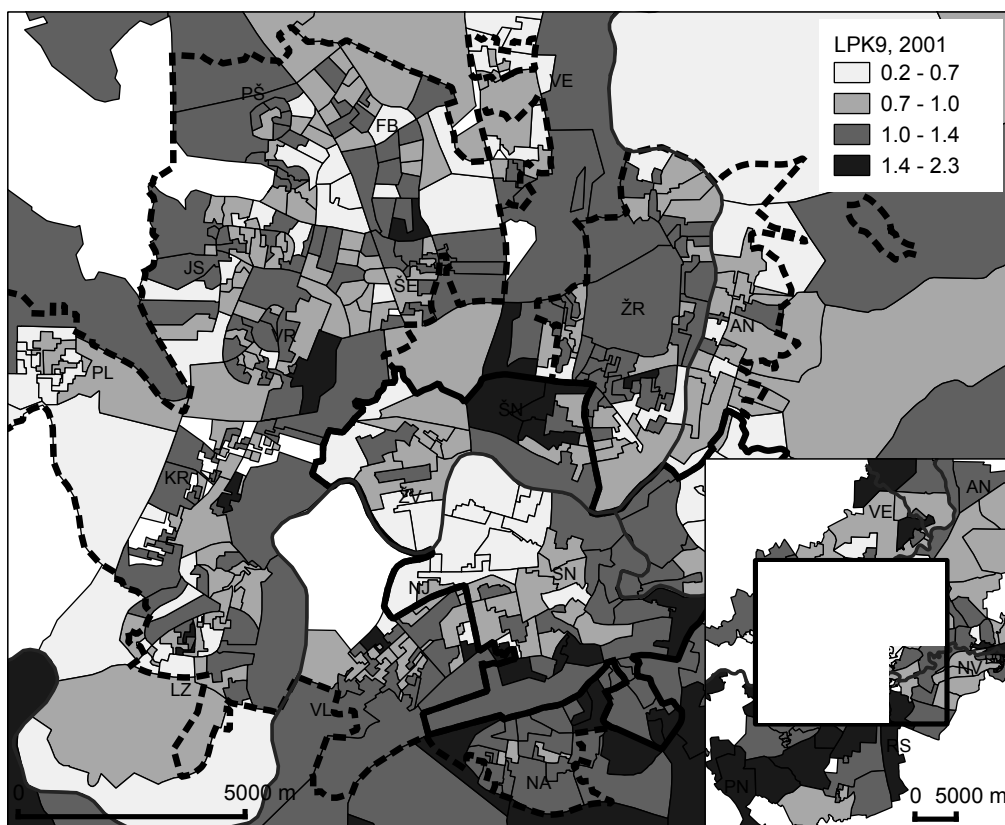 LPK9, 2001
0.2 - 0.7
0.7 - 1.0
1.0 - 1.4
1.4 - 2.3
PŠ
FB
VE
JS
ŠE
VR
ŽR
AN
PL
ŠN
KR
ŽV
NJ
SN
LZ
VL
NA
5000 m
0
VE
AN
NV
RS
PN
0 5000 m